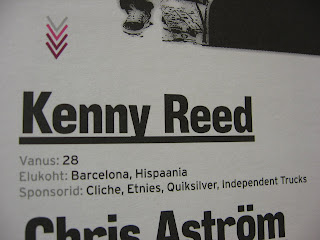 Kenny Reed
Vanus: 28
Elukoht: Barcelona, Hispaania
Sponsorid: Cliche, Etnies, Quiksilver, Independent Trucks
Chris Aström